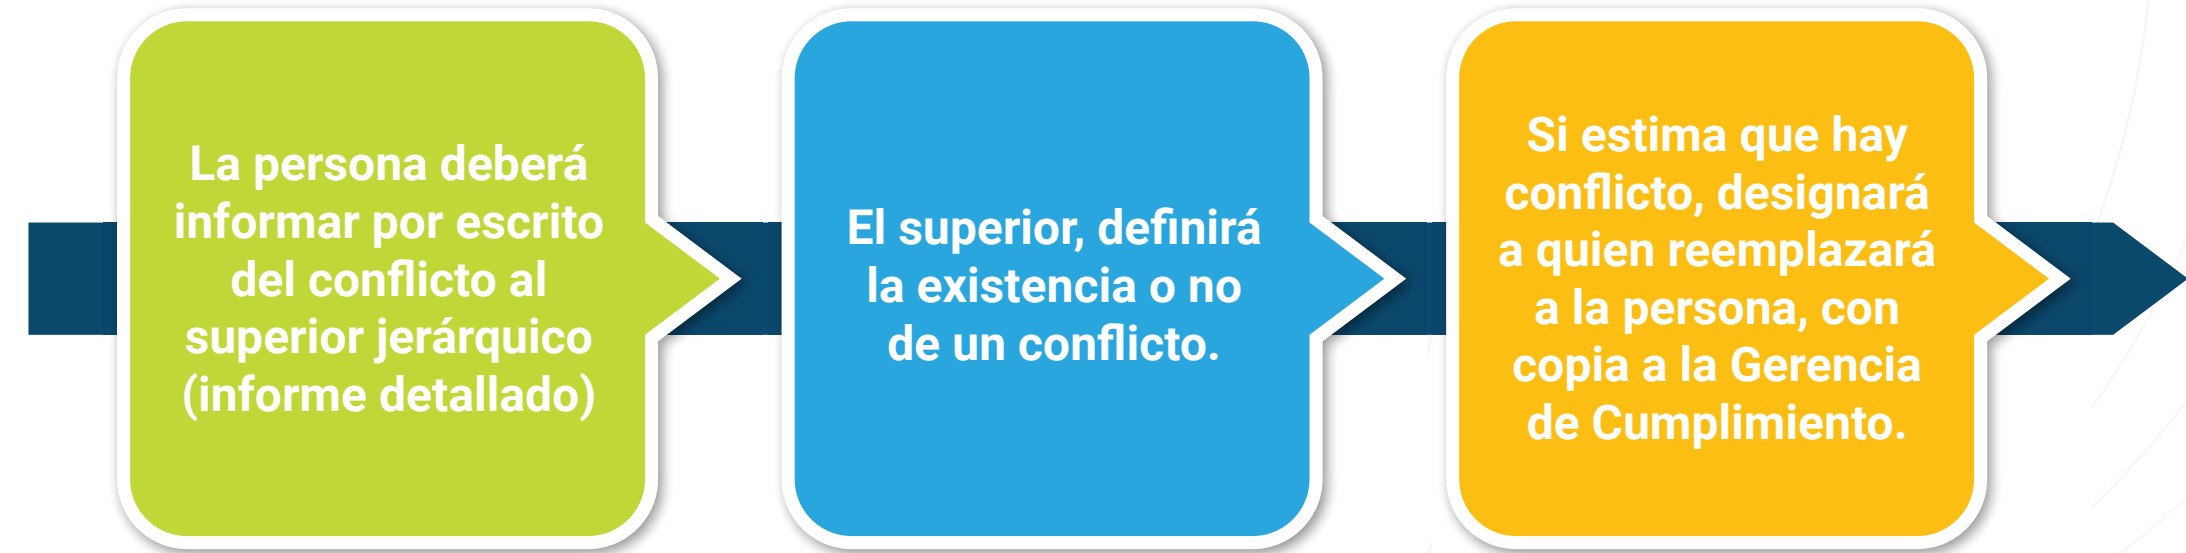 La persona deberá
informar por escrito
del conflicto al
superior jerárquico
(informe detallado)
El superior, definirá
la existencia o no
de un conflicto.
Si estima que hay
conflicto, designará
a quien reemplazará
a la persona, con
copia a la Gerencia
de Cumplimiento.